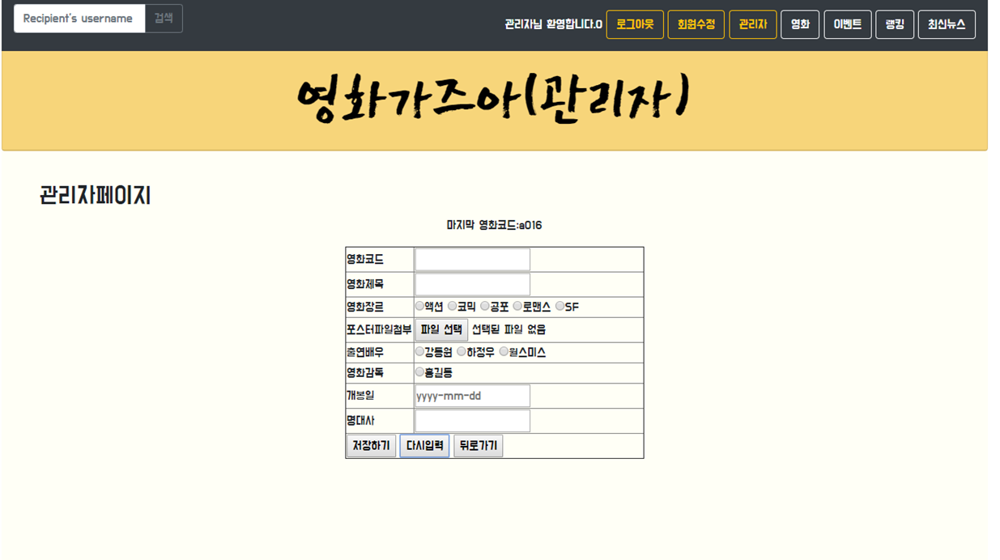 Recipient's username 검색 관리자님 환영합니다.0 로그아웃 회원수정 관리자 영화 이벤트 랭킹 최신뉴스
영화가즈아(관리자)
관리자페이지
마지막 영화코드:a016
영화코드
영화제목
영화장르 액션 코믹 공포 로맨스 SF
포스터파일첨부 파일 선택 선택된 파일 없음
출연배우 강동원 하정우 윌스미스
영화감독 홍길동
개봉일 yyyy-mm-dd
명대사
저장하기 다시입력 뒤로가기